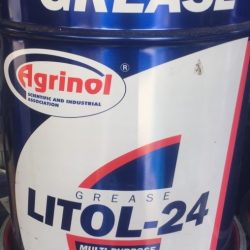 GREASE
Agrinol
®
SCIENTIFIC AND INDUSTRIAL
ASSOCIATION
GREASE
LITOL-24
MULTI-PURPOSE